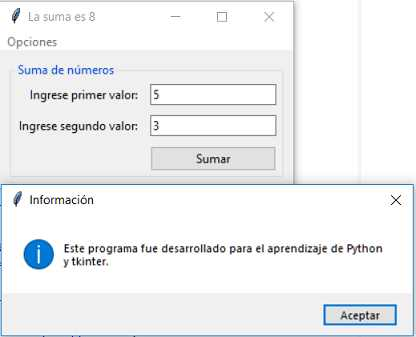 La suma es 8
Opciones
Suma de números
Ingrese primer valor: 5
Ingrese segundo valor: 3
Sumar
Información
Este programa fue desarrollado para el aprendizaje de Python
y tkinter.
Aceptar